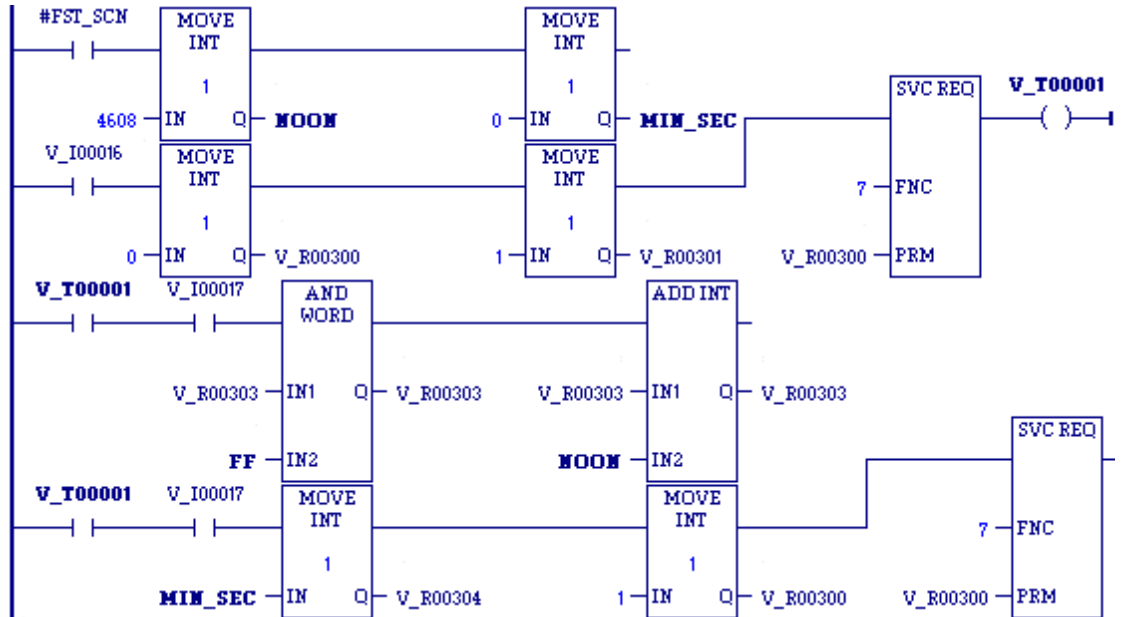 #FST_SCN
MOVE
INT
1
4608 IN Q NOON
MOVE
INT
1
0 IN Q MIN_SEC
V_I00016
MOVE
INT
1
0 IN Q V_R00300
MOVE
INT
1
1 IN Q V_R00301
SVC REQ
7 FNC
V_R00300 PRM
V_T00001
( )
V_T00001 V_I00017
AND
WORD
V_R00303 IN1 Q V_R00303
FF IN2
ADD INT
V_R00303 IN1 Q V_R00303
NOON IN2
V_T00001 V_I00017
MOVE
INT
1
MIN_SEC IN Q V_R00304
MOVE
INT
1
1 IN Q V_R00300
SVC REQ
7 FNC
V_R00300 PRM